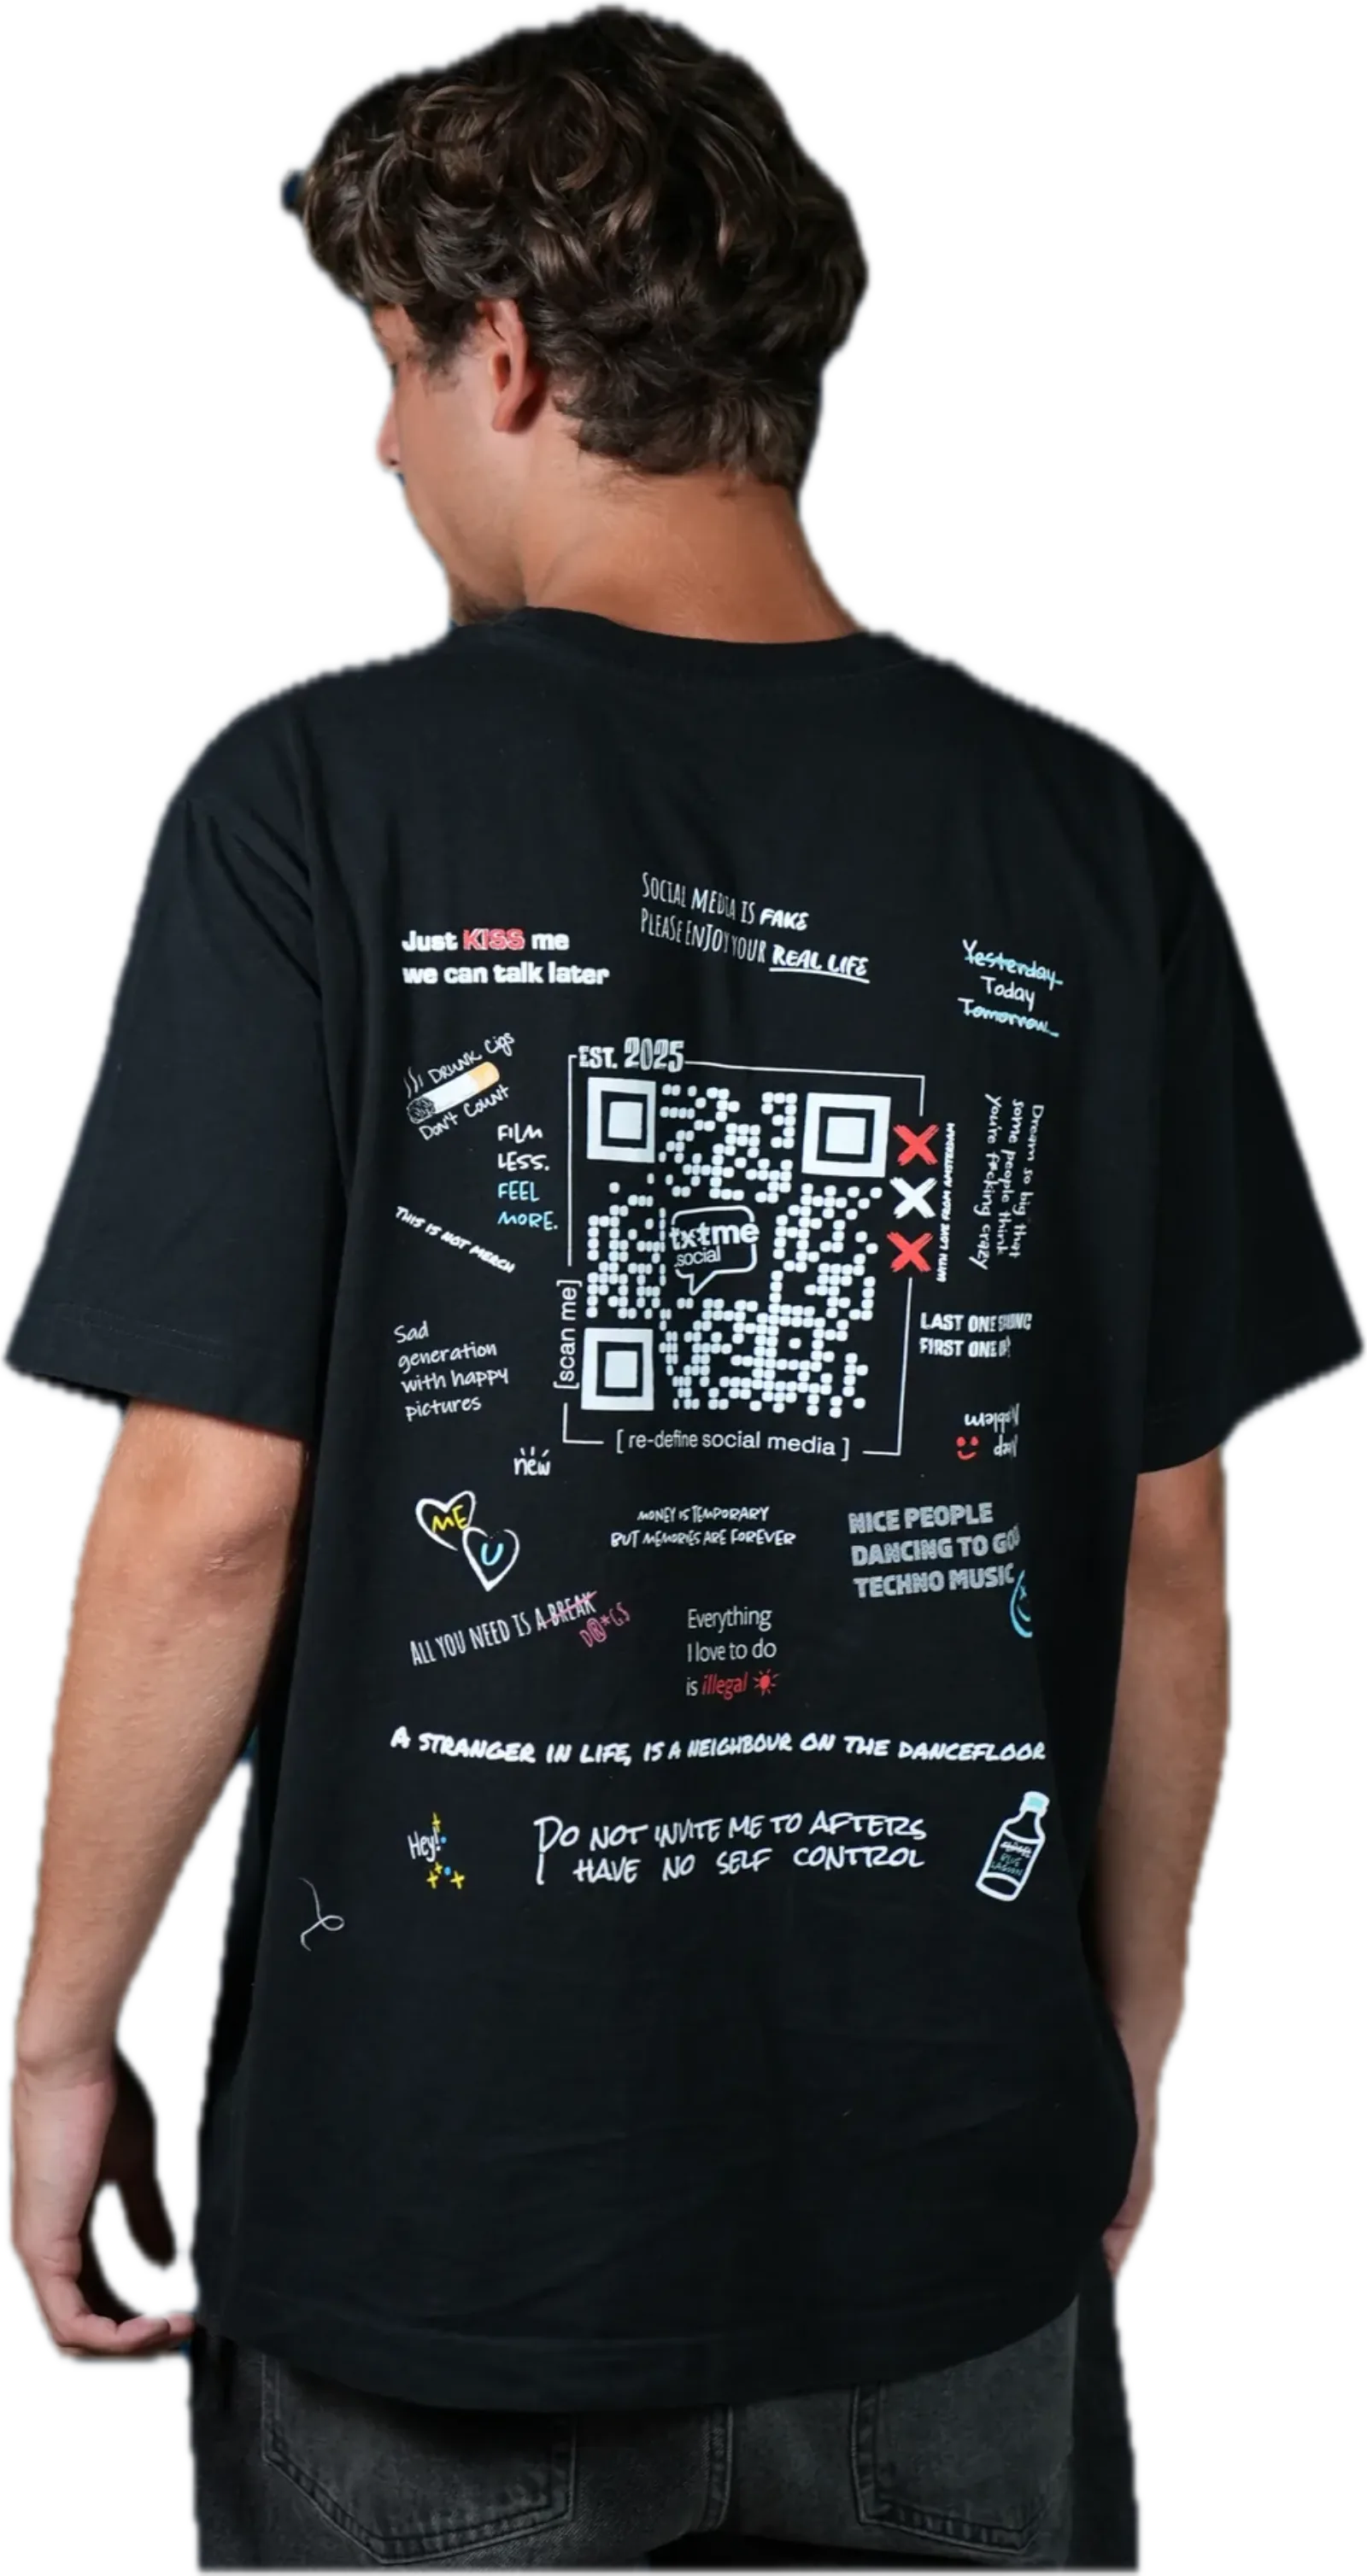 SOCIAL MEDIA IS FAKE
PLEASE ENJOY YOUR REAL LIFE
Just KISS me
we can talk later
Yesterday
Today
Tomorrow
DRUNK Cigs
DON'T COUNT
FILM
LESS.
FEEL
MORE.
THIS IS NOT MERCH
Sad
generation
with happy
pictures
new
EST. 2025
txtme
social
[scan me]
[re-define social media]
WITH LOVE FROM AMSTERDAM
Dream so big that
some people think
you're f*cking crazy
LAST ONE
FIRST ONE
ME
U
MONEY IS TEMPORARY
BUT MEMORIES ARE FOREVER
NICE PEOPLE
DANCING TO GOO
TECHNO MUSIC
ALL YOU NEED IS A BREAK
D®*GS
Everything
I love to do
is illegal
A STRANGER IN LIFE, IS A NEIGHBOUR ON THE DANCEFLOOR
Hey!
DO NOT INVITE ME TO AFTERS
I HAVE NO SELF CONTROL